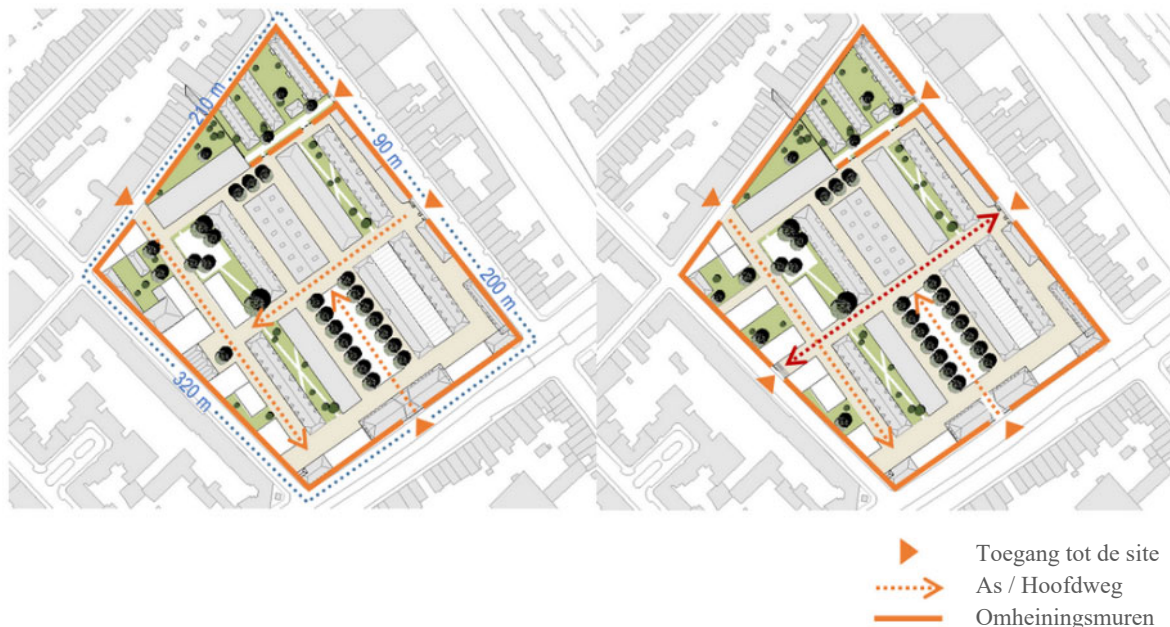 210 m
90 m
200 m
320 m
Toegang tot de site
As / Hoofdweg
Omheiningsmuren